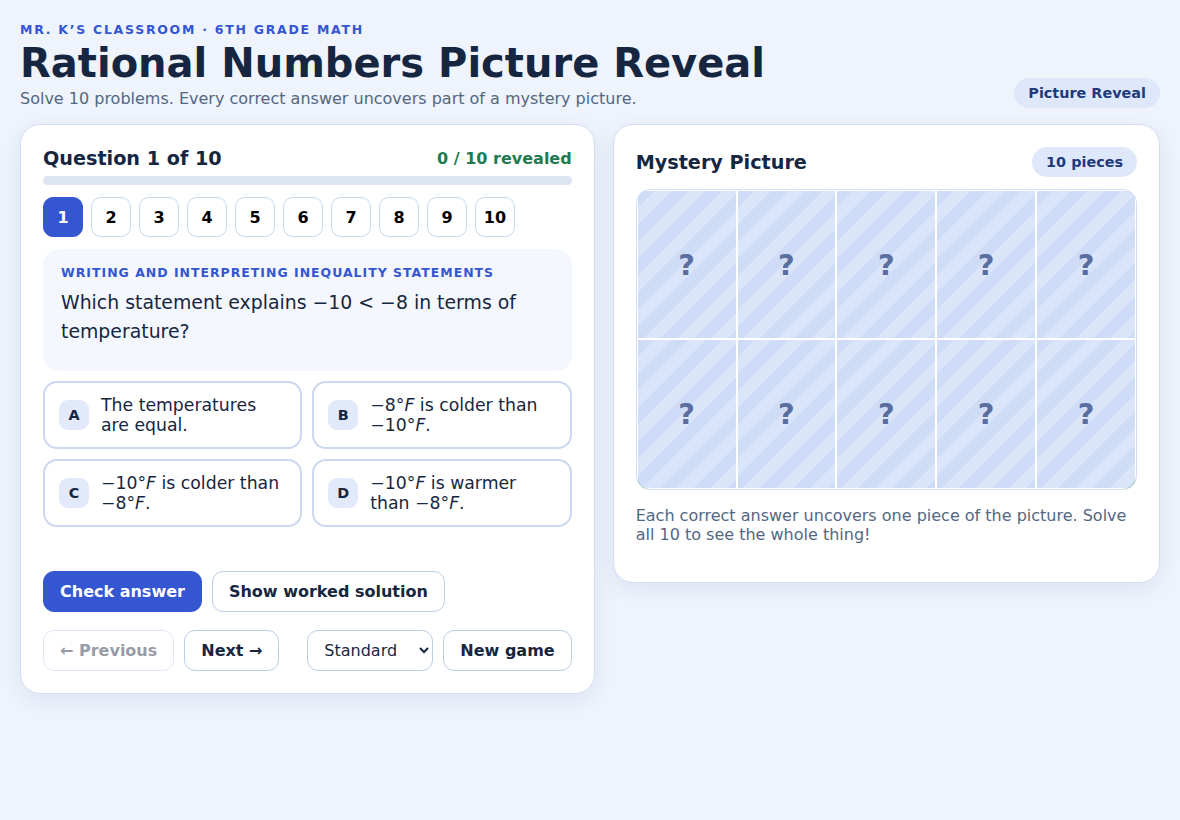 MR. K’S CLASSROOM · 6TH GRADE MATH
Rational Numbers Picture Reveal
Solve 10 problems. Every correct answer uncovers part of a mystery picture.
Picture Reveal
Question 1 of 10
0 / 10 revealed
1 2 3 4 5 6 7 8 9 10
WRITING AND INTERPRETING INEQUALITY STATEMENTS
Which statement explains −10 < −8 in terms of
temperature?
A The temperatures
are equal.
B −8°F is colder than
−10°F.
C −10°F is colder than
−8°F.
D −10°F is warmer
than −8°F.
Check answer
Show worked solution
← Previous
Next →
Standard
New game
Mystery Picture
10 pieces
? ? ? ? ?
? ? ? ? ?
Each correct answer uncovers one piece of the picture. Solve
all 10 to see the whole thing!